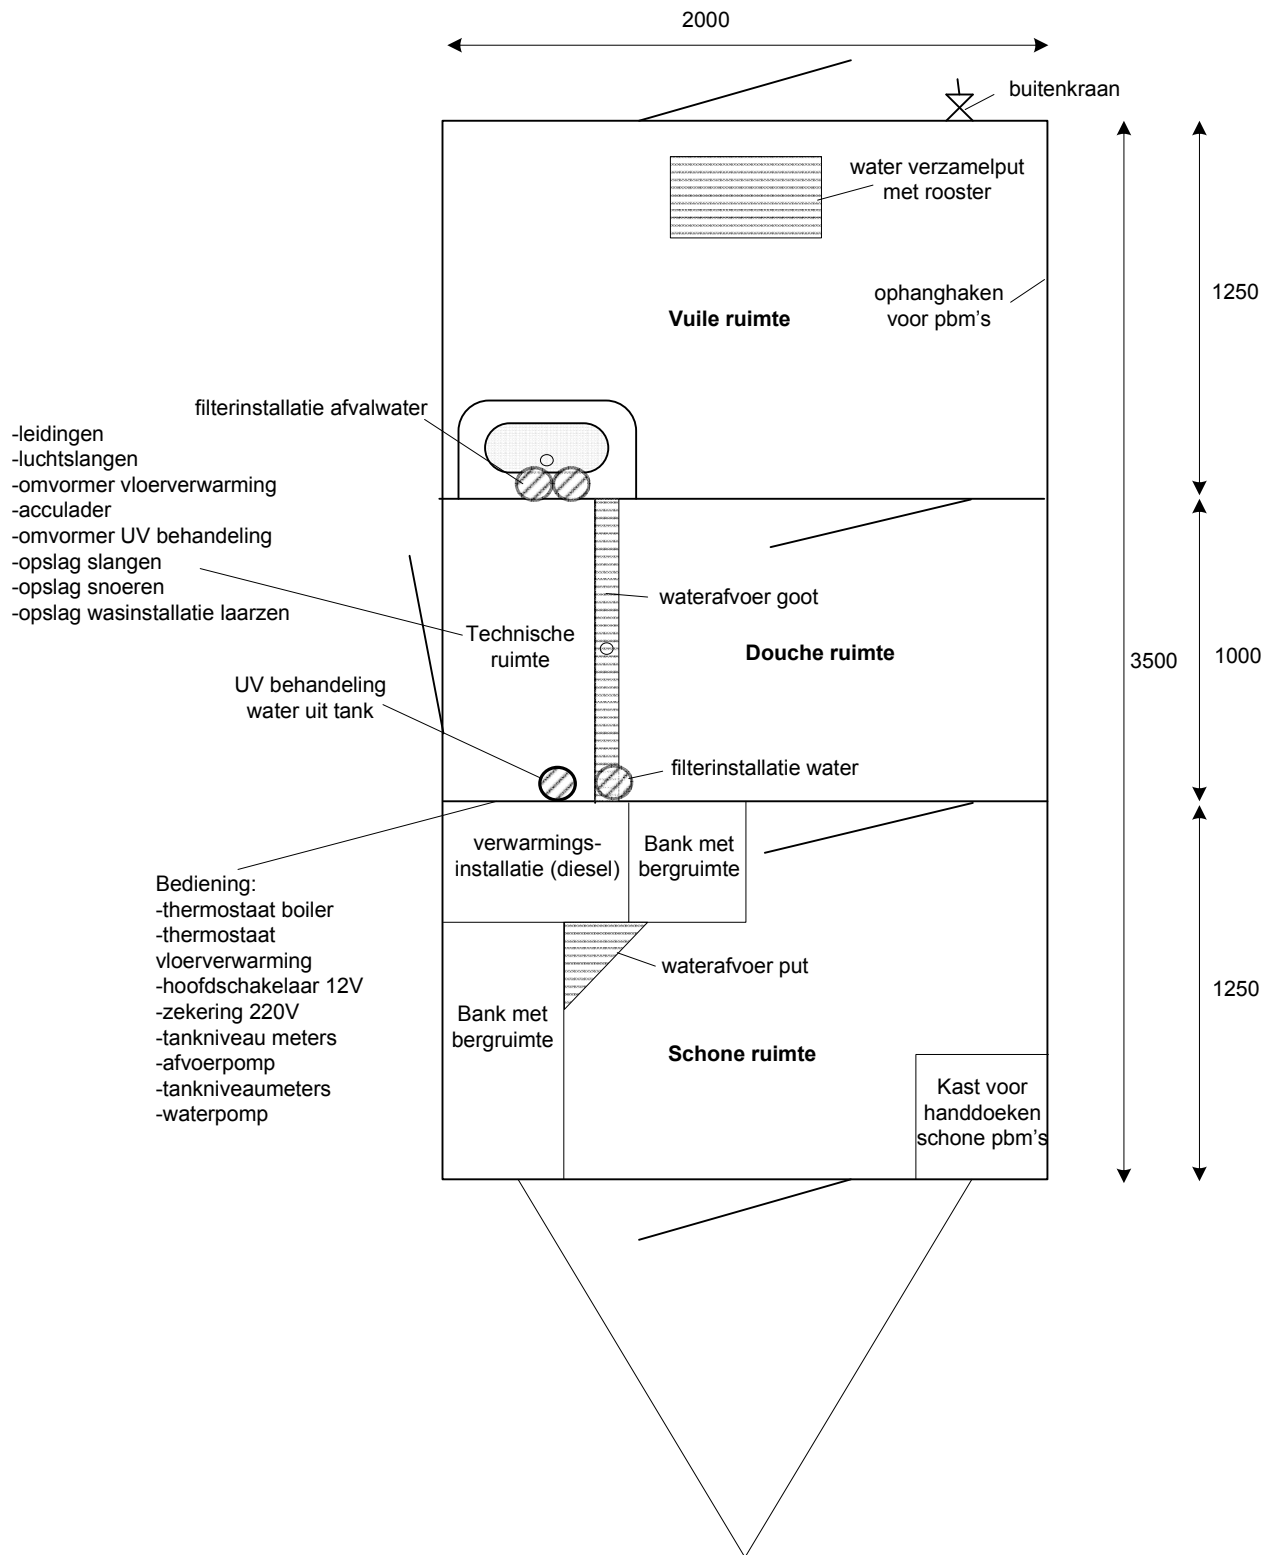 2000
buitenkraan
water verzamelput
met rooster
1250
ophanghaken
voor pbm's
Vuile ruimte
filterinstallatie afvalwater
-leidingen
-luchtslangen
-omvormer vloerverwarming
-acculader
-omvormer UV behandeling
-opslag slangen
-opslag snoeren
-opslag wasinstallatie laarzen
waterafvoer goot
Technische
ruimte
Douche ruimte
3500
1000
UV behandeling
water uit tank
filterinstallatie water
verwarmings-
installatie (diesel)
Bank met
bergruimte
Bediening:
-thermostaat boiler
-thermostaat
vloerverwarming
-hoofdschakelaar 12V
-zekering 220V
-tankniveau meters
-afvoerpomp
-tankniveaumeters
-waterpomp
waterafvoer put
1250
Bank met
bergruimte
Schone ruimte
Kast voor
handdoeken
schone pbm's